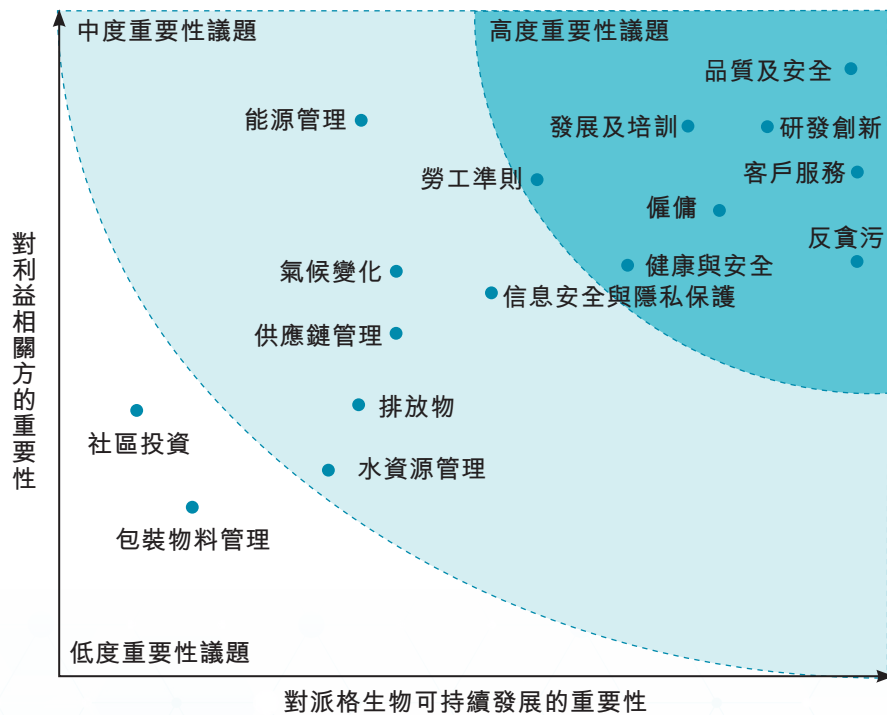 中度重要性議題
高度重要性議題
品質及安全
能源管理
發展及培訓
研發創新
勞工準則
客戶服務
僱傭
反貪污
健康與安全
氣候變化
信息安全與隱私保護
供應鏈管理
排放物
社區投資
水資源管理
包裝物料管理
低度重要性議題
對利益相關方的重要性
對派格生物可持續發展的重要性